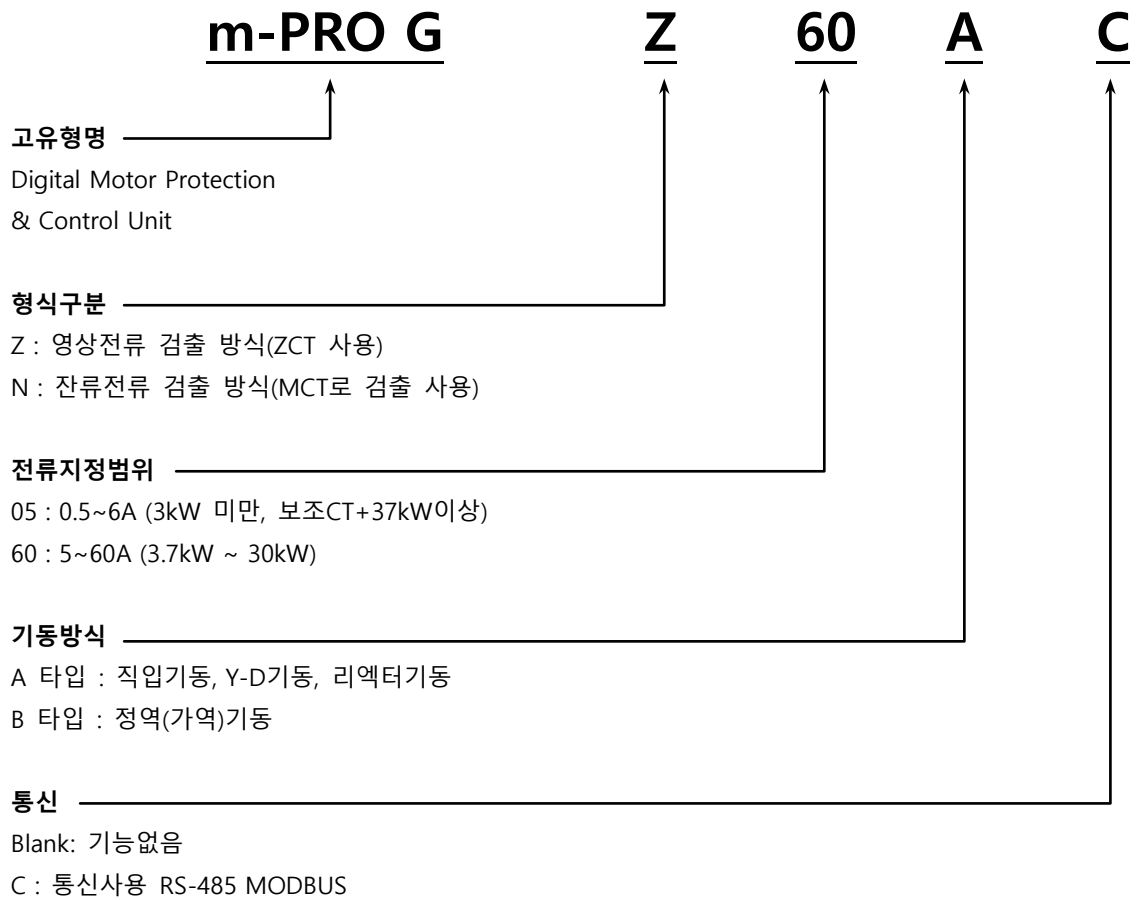 m-PRO G Z 60 A C
고유형명
Digital Motor Protection
& Control Unit
형식구분
Z : 영상전류 검출 방식(ZCT 사용)
N : 잔류전류 검출 방식(MCT로 검출 사용)
전류지정범위
05 : 0.5~6A (3kW 미만, 보조CT+37kW이상)
60 : 5~60A (3.7kW ~ 30kW)
기동방식
A 타입 : 직입기동, Y-D기동, 리엑터기동
B 타입 : 정역(가역)기동
통신
Blank: 기능없음
C : 통신사용 RS-485 MODBUS